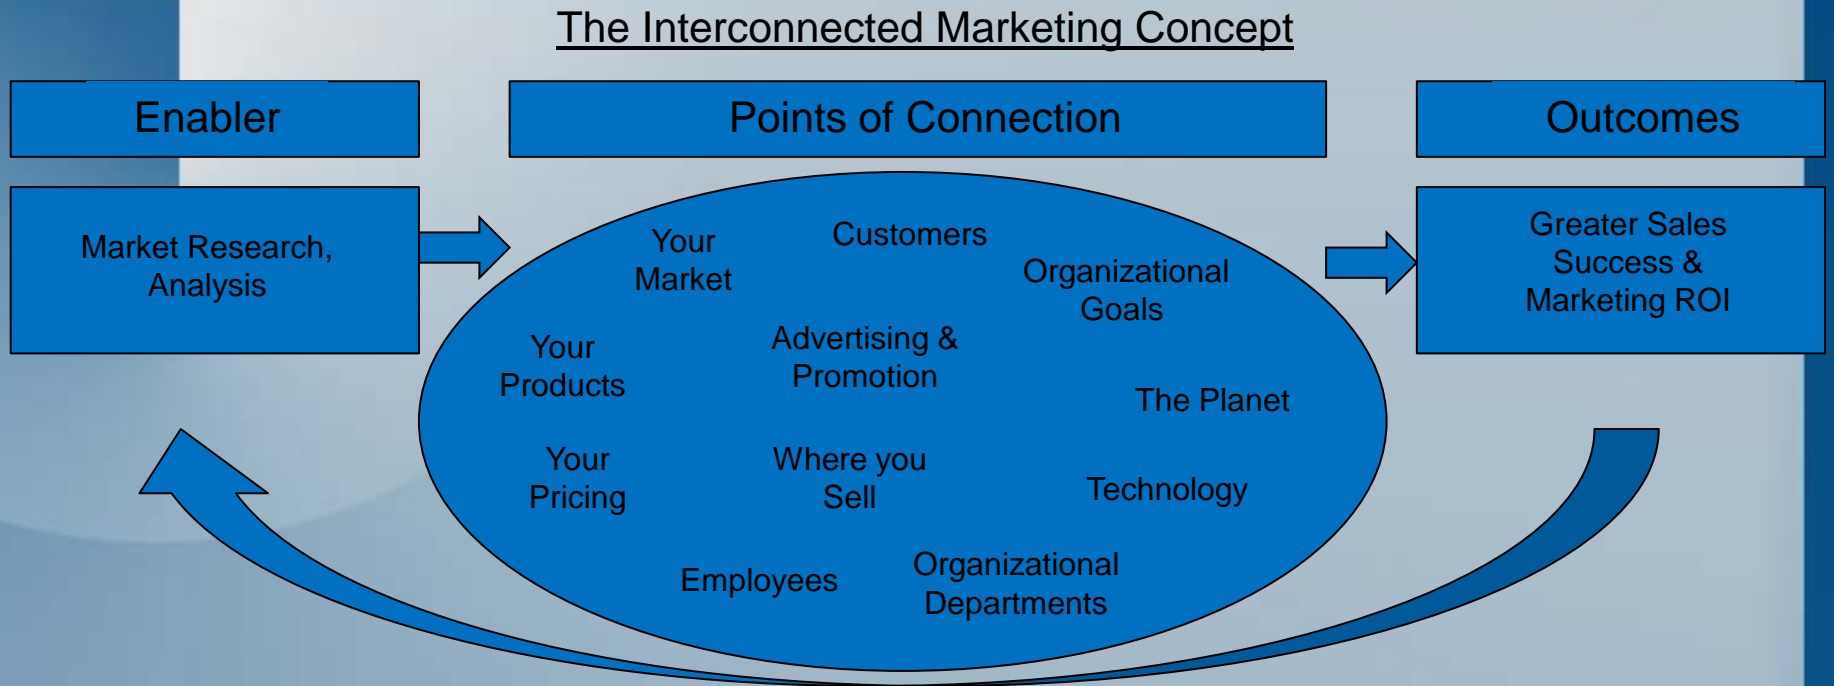 The Interconnected Marketing Concept
Enabler
Points of Connection
Outcomes
Market Research,
Analysis
Your
Market
Customers
Organizational
Goals
Your
Products
Advertising &
Promotion
The Planet
Your
Pricing
Where you
Sell
Technology
Employees
Organizational
Departments
Greater Sales
Success &
Marketing ROI